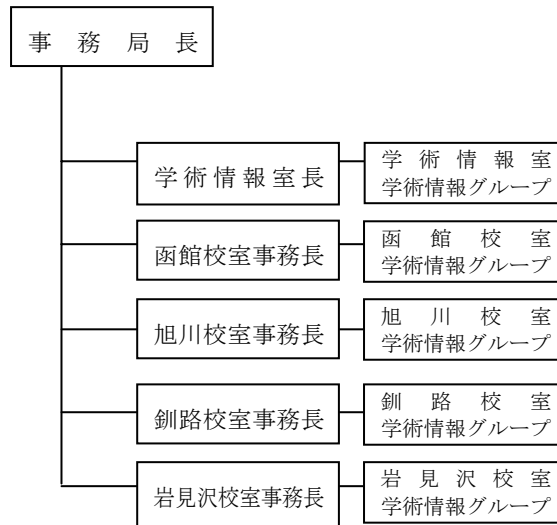 事務局長
学術情報室長
学術情報室
学術情報グループ
函館校室事務長
函館校室
学術情報グループ
旭川校室事務長
旭川校室
学術情報グループ
釧路校室事務長
釧路校室
学術情報グループ
岩見沢校室事務長
岩見沢校室
学術情報グループ